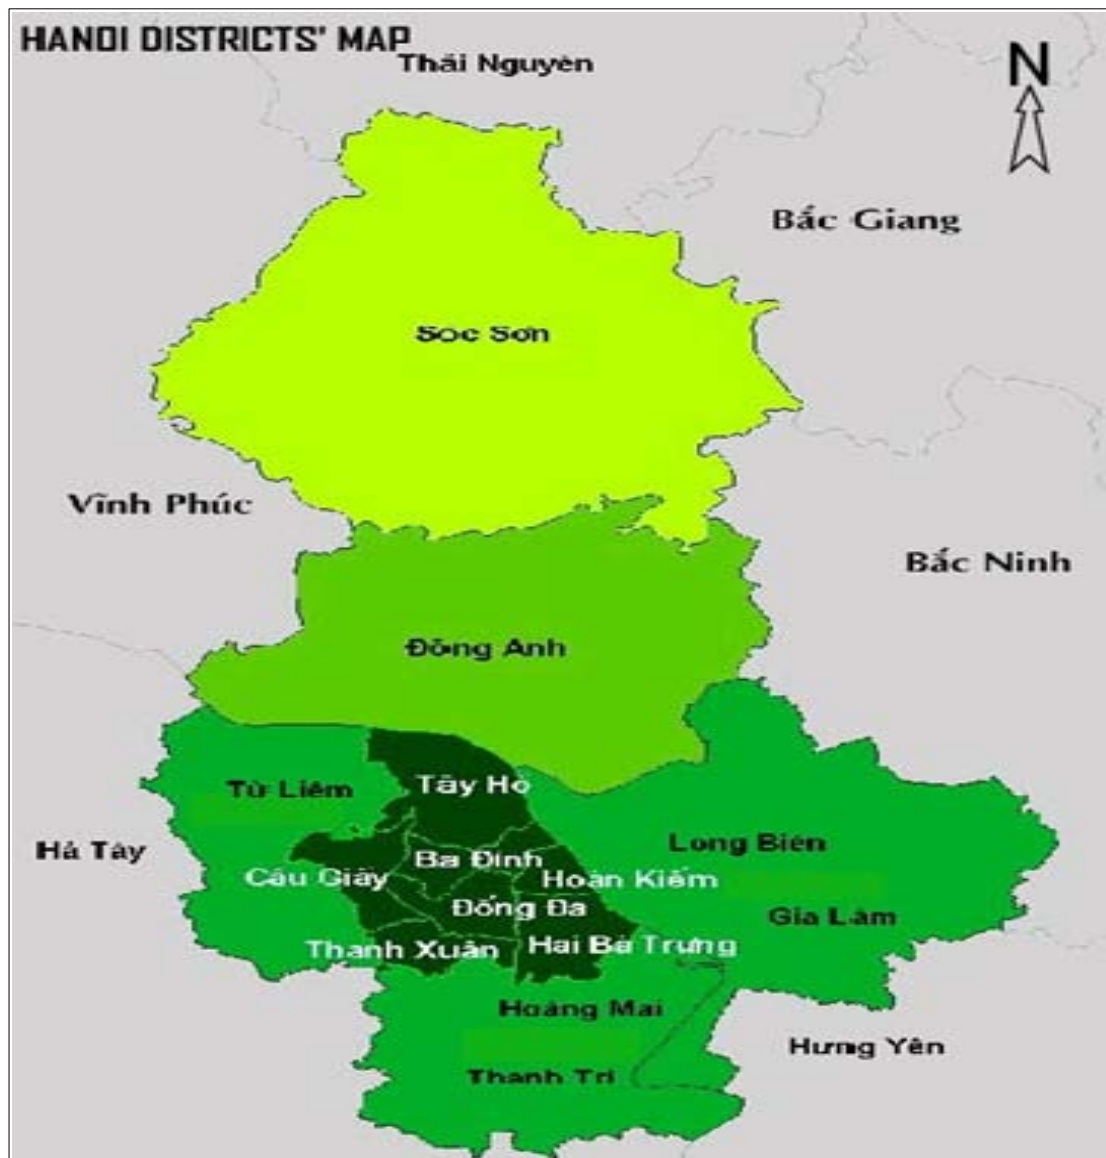 HANOI DISTRICTS' MAP
Thái Nguyên
N
Bắc Giang
Sóc Sơn
Vĩnh Phúc
Bắc Ninh
Đông Anh
Tây Hồ
Từ Liêm
Long Biên
Hà Tây
Ba Đình
Cầu Giấy
Hoàn Kiếm
Đống Đa
Gia Lâm
Thanh Xuân
Hai Bà Trưng
Hoàng Mai
Hưng Yên
Thanh Trì